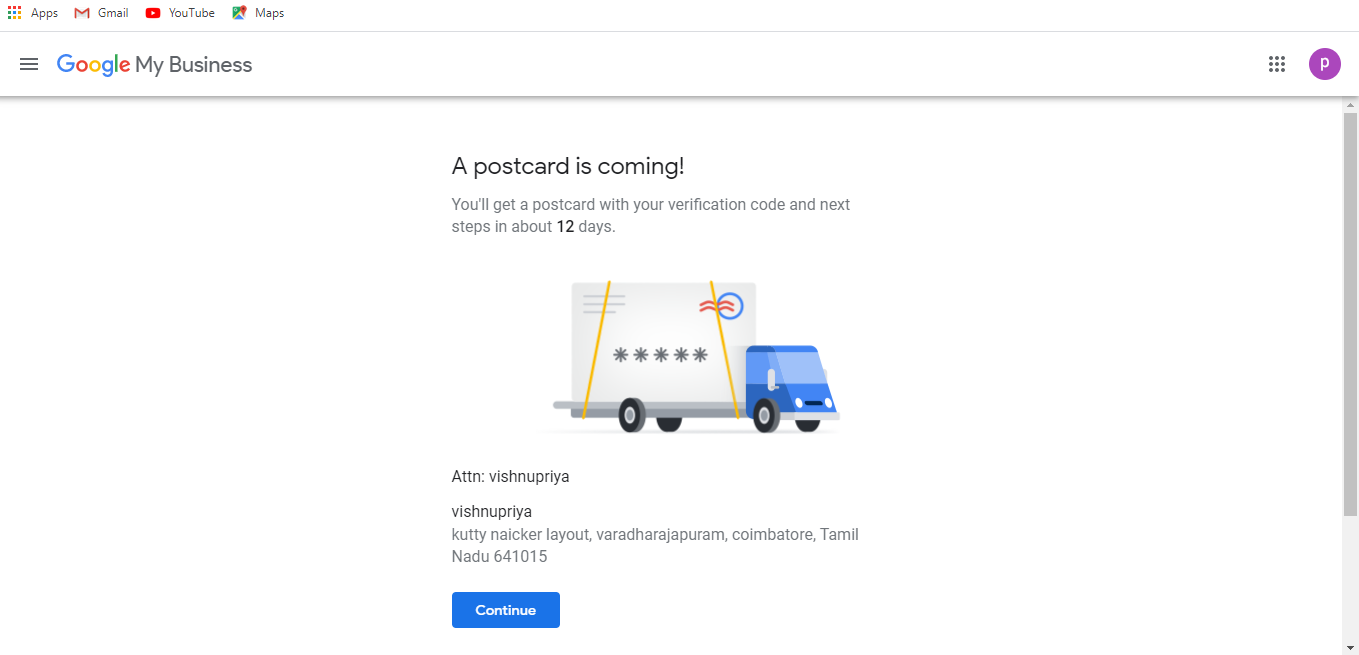 Apps Gmail YouTube Maps
Google My Business
p
A postcard is coming!
You'll get a postcard with your verification code and next
steps in about 12 days.
*****
Attn: vishnupriya
vishnupriya
kutty naicker layout, varadharajapuram, coimbatore, Tamil
Nadu 641015
Continue